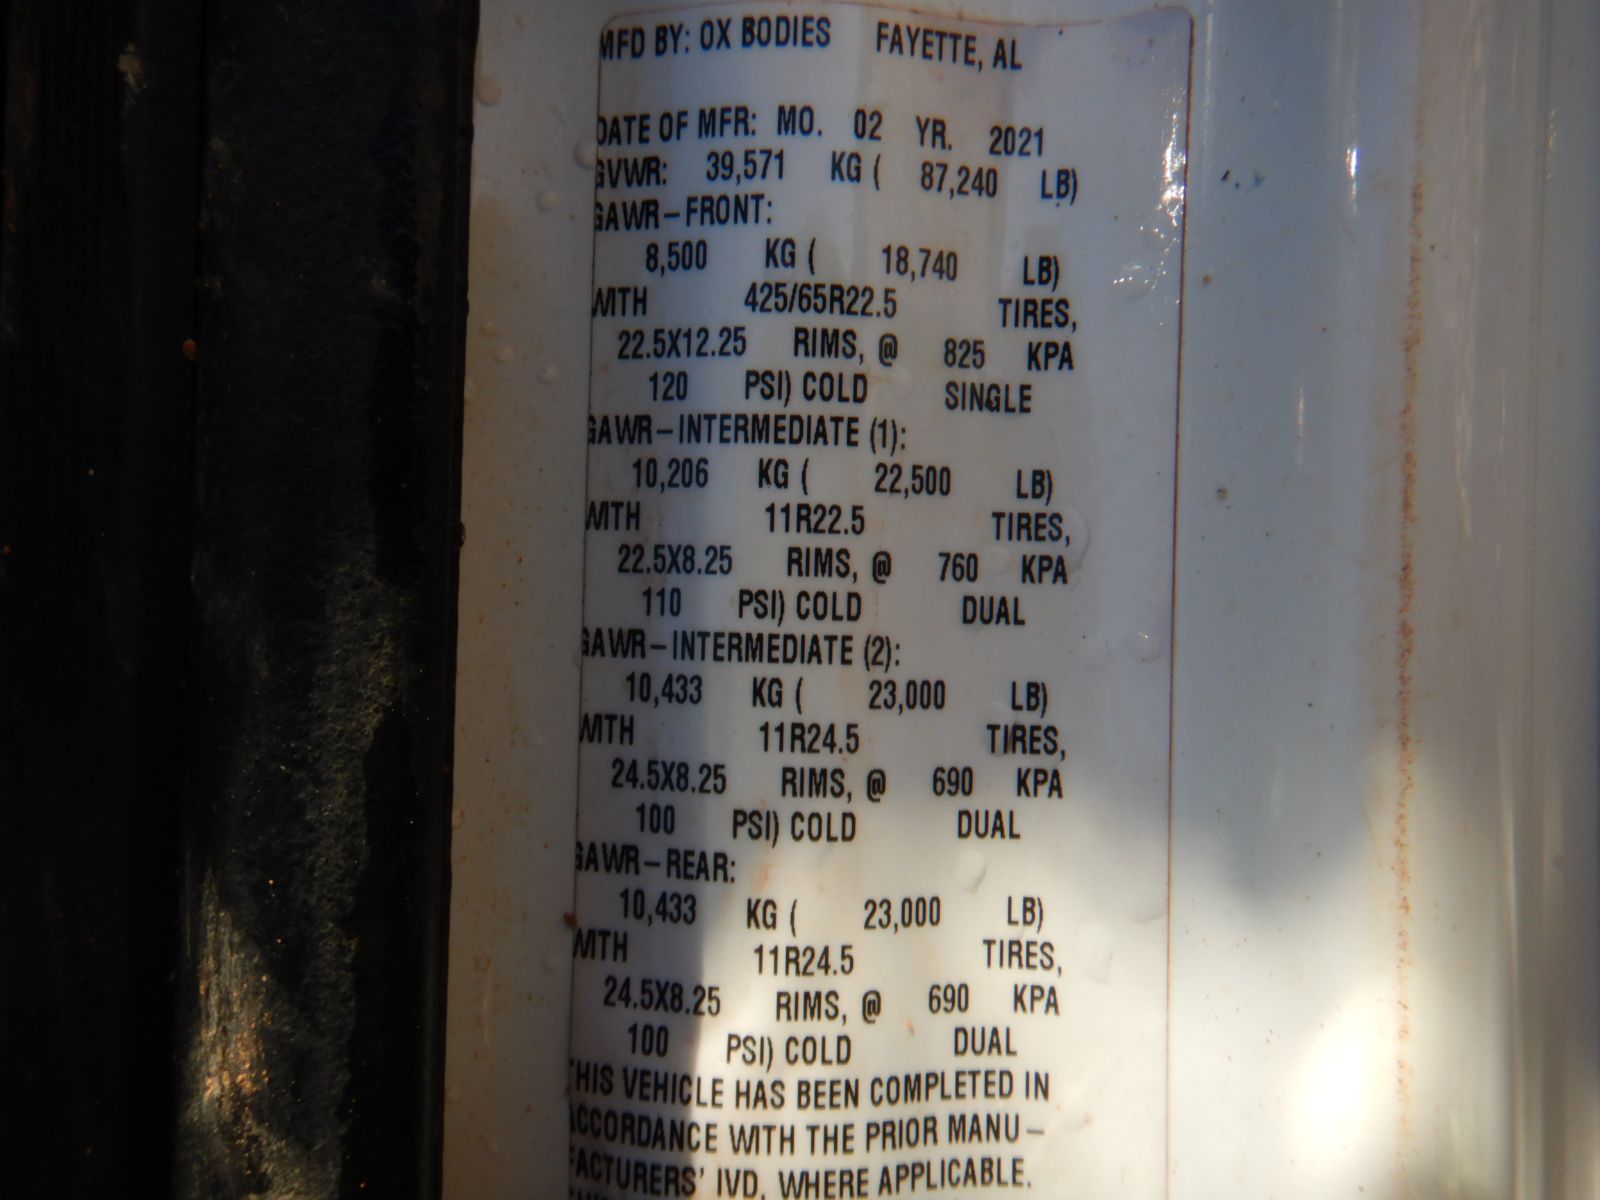 MFD BY: OX BODIES FAYETTE, AL
DATE OF MFR: MO. 02 YR. 2021
GVWR: 39,571 KG ( 87,240 LB)
GAWR-FRONT:
8,500 KG ( 18,740 LB)
WITH 425/65R22.5 TIRES,
22.5X12.25 RIMS, @ 825 KPA
120 PSI) COLD SINGLE
GAWR-INTERMEDIATE (1):
10,206 KG ( 22,500 LB)
WITH 11R22.5 TIRES,
22.5X8.25 RIMS, @ 760 KPA
110 PSI) COLD DUAL
GAWR-INTERMEDIATE (2):
10,433 KG ( 23,000 LB)
WITH 11R24.5 TIRES,
24.5X8.25 RIMS, @ 690 KPA
100 PSI) COLD DUAL
GAWR-REAR:
10,433 KG ( 23,000 LB)
WITH 11R24.5 TIRES,
24.5X8.25 RIMS, @ 690 KPA
100 PSI) COLD DUAL
THIS VEHICLE HAS BEEN COMPLETED IN
ACCORDANCE WITH THE PRIOR MANU-
FACTURERS' IVD, WHERE APPLICABLE.